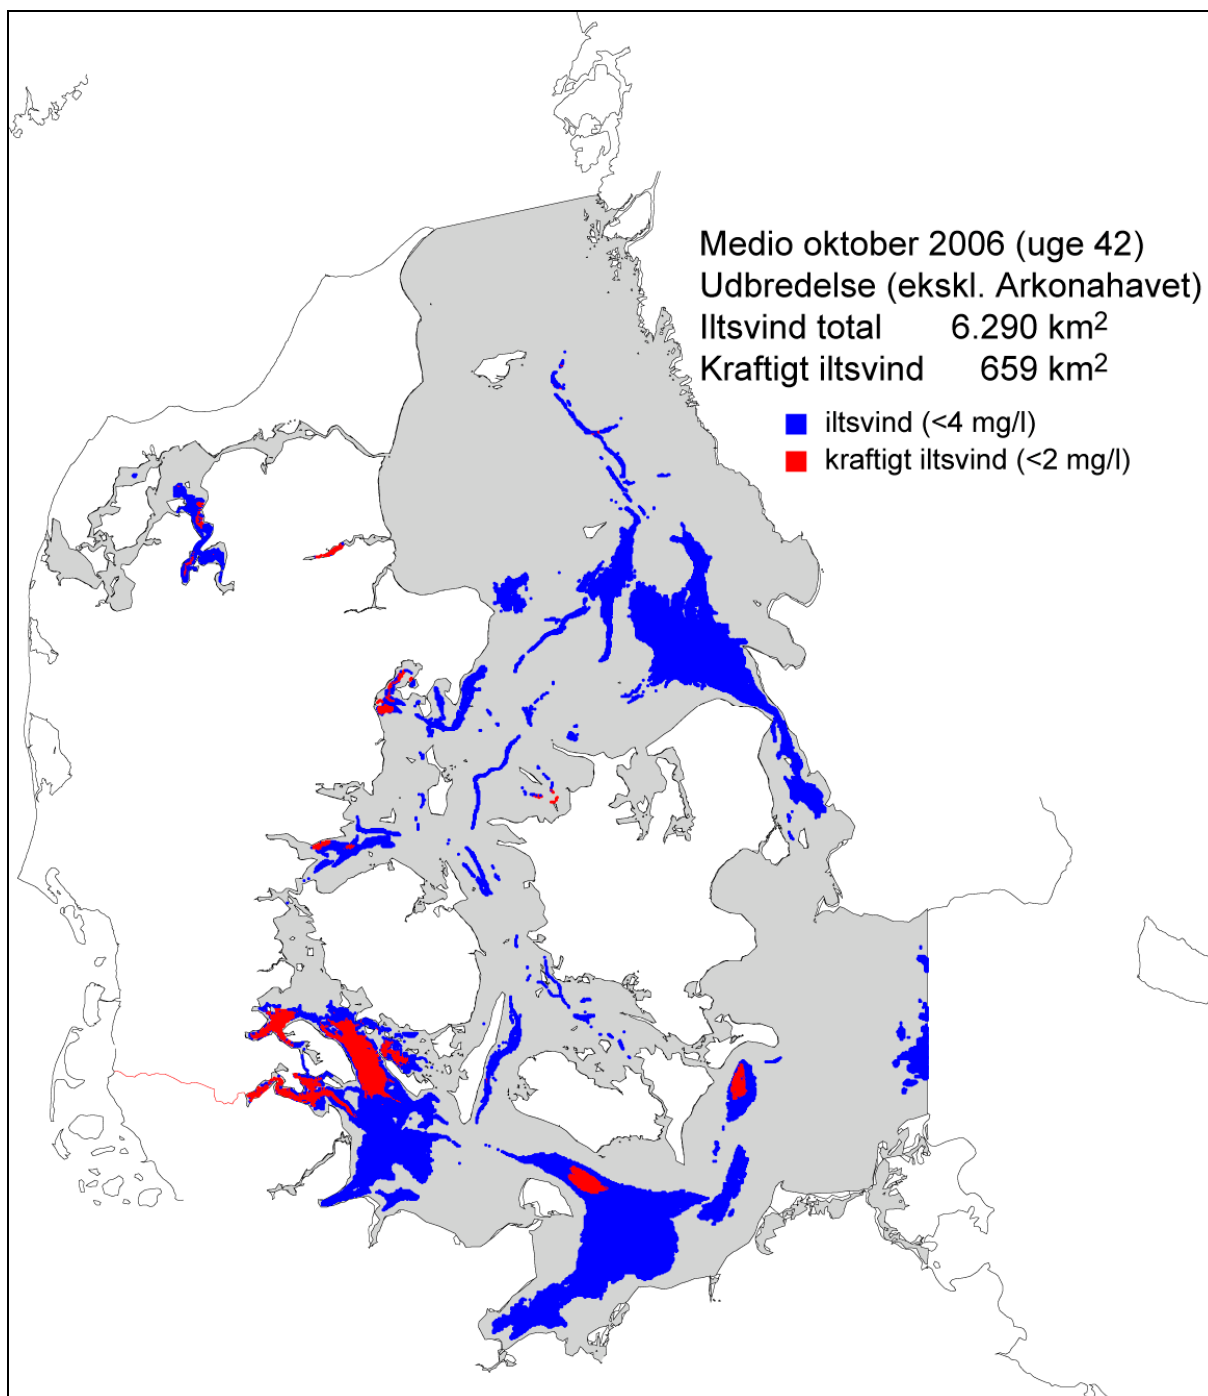 Medio oktober 2006 (uge 42)
Udbredelse (ekskl. Arkonahavet)
Iltsvind total 6.290 km²
Kraftigt iltsvind 659 km²
iltsvind (<4 mg/l)
kraftigt iltsvind (<2 mg/l)